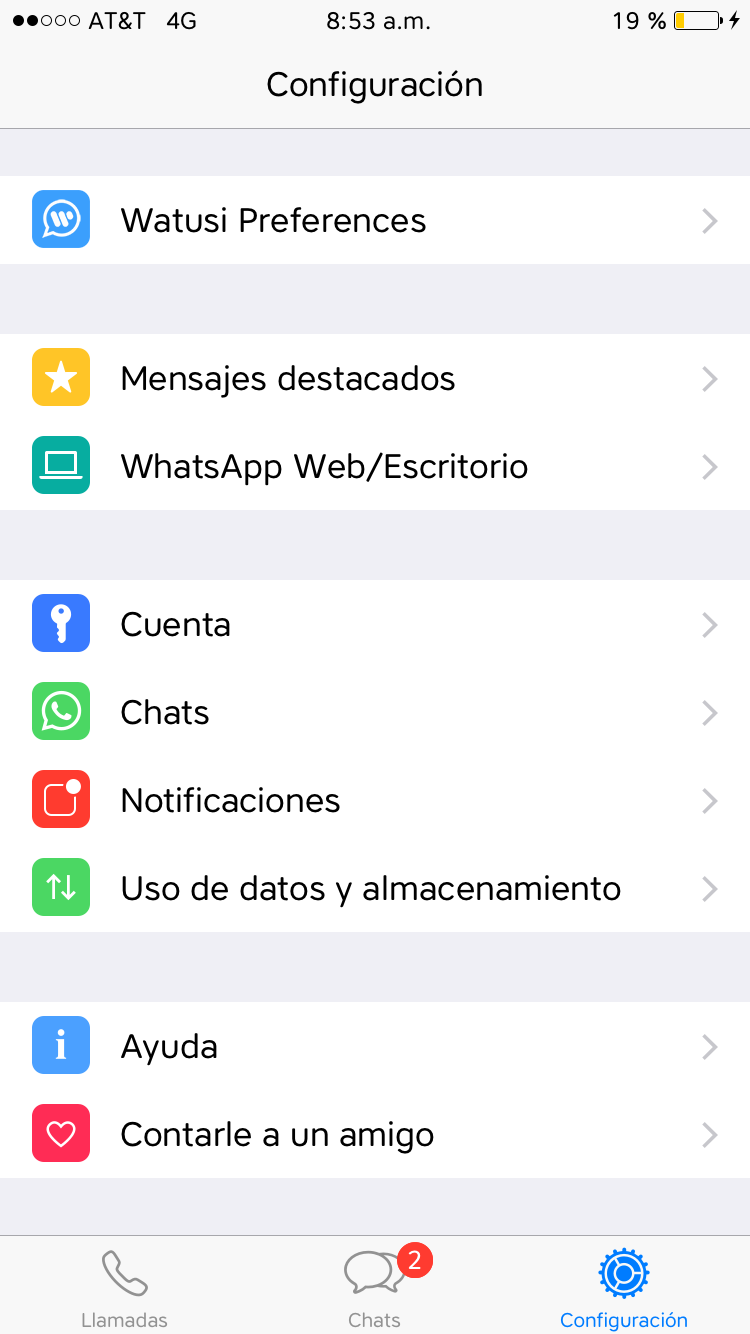 AT&T 4G 8:53 a.m. 19 %
Configuración
Watusi Preferences
Mensajes destacados
WhatsApp Web/Escritorio
Cuenta
Chats
Notificaciones
Uso de datos y almacenamiento
Ayuda
Contarle a un amigo
2
Llamadas Chats Configuración